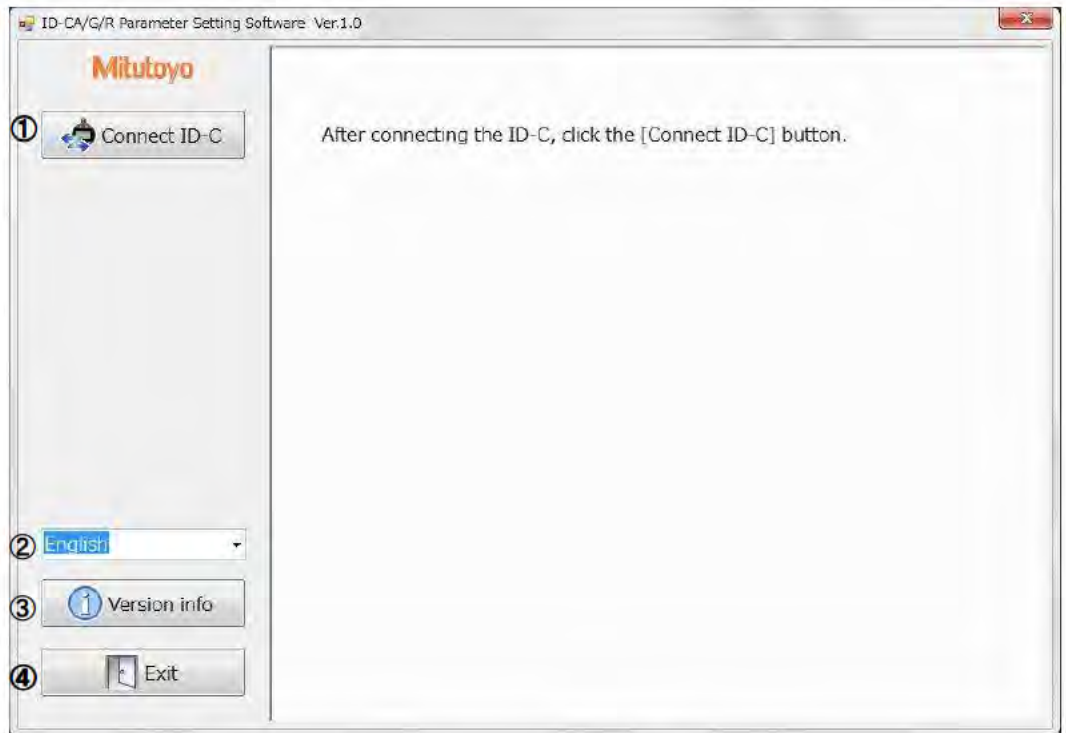 ID-CA/G/R Parameter Setting Software Ver.1.0
Mitutoyo
① Connect ID-C
After connecting the ID-C, click the [Connect ID-C] button.
② English
③ Version info
④ Exit